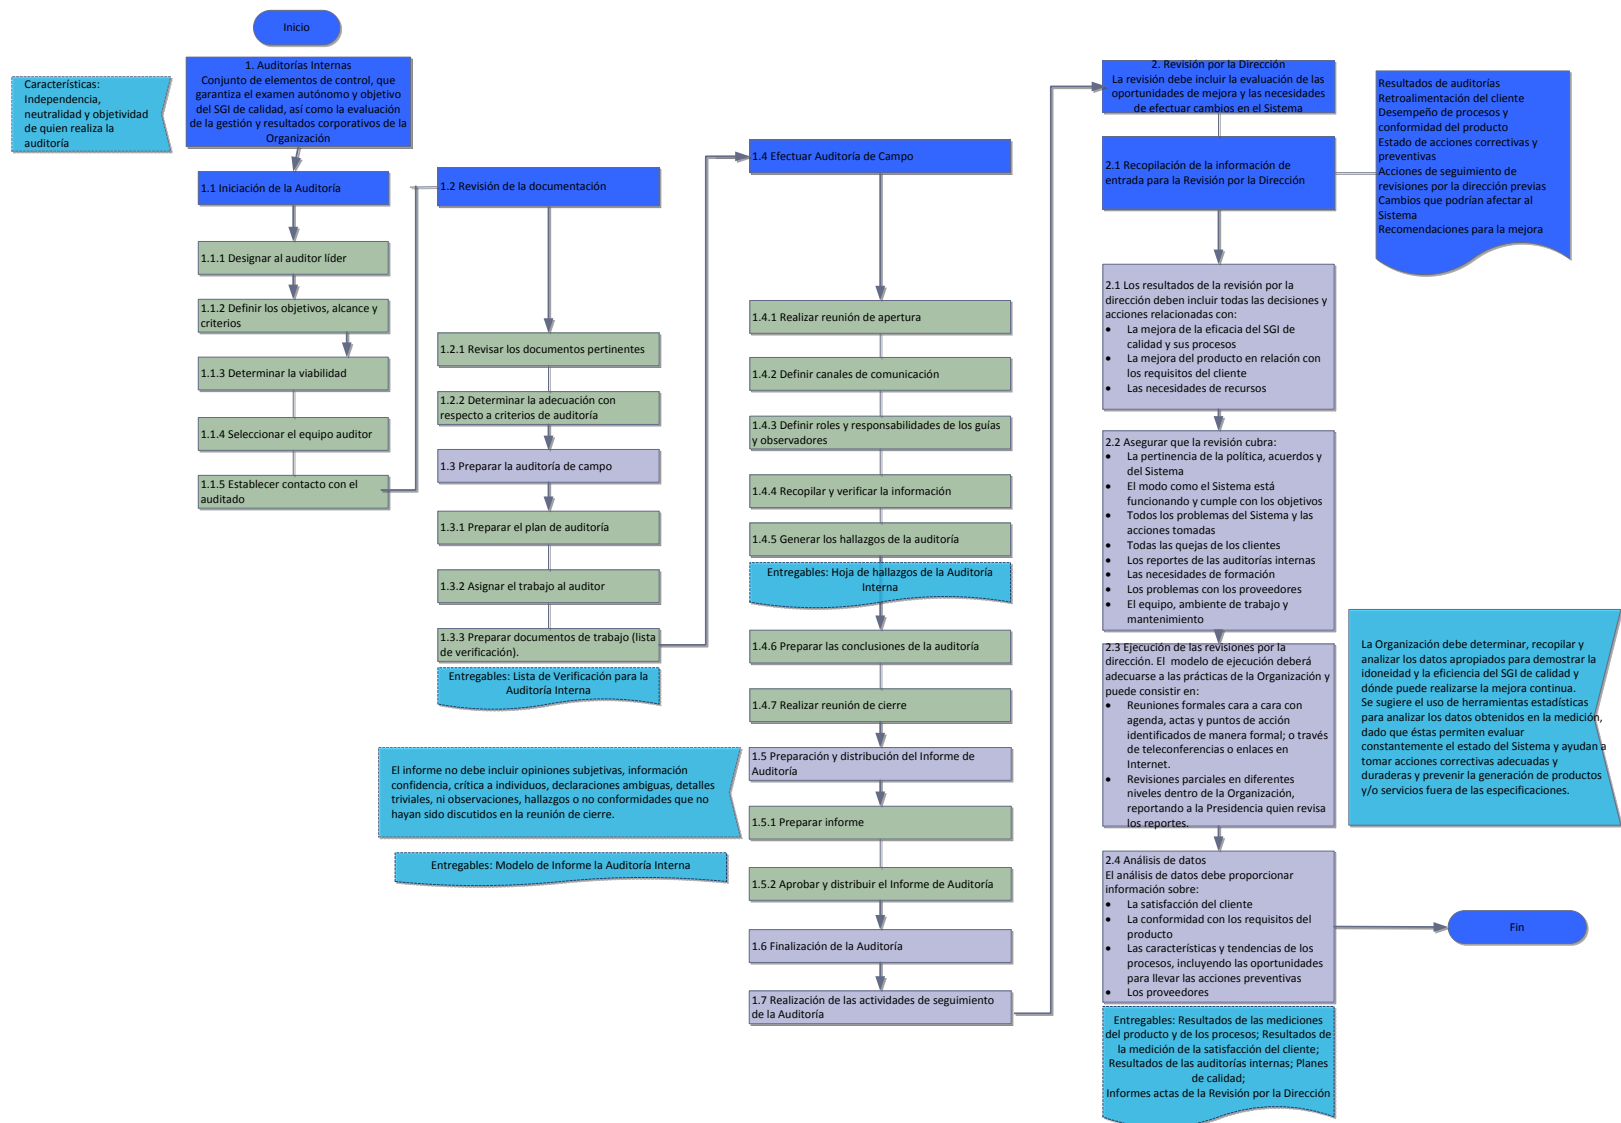 Inicio
1. Auditorías Internas
Conjunto de elementos de control, que
garantiza el examen autónomo y objetivo
del SGI de calidad, así como la evaluación
de la gestión y resultados corporativos de la
Organización
Características:
Independencia,
neutralidad y objetividad
de quien realiza la
auditoría
1.1 Iniciación de la Auditoría
1.1.1 Designar al auditor líder
1.1.2 Definir los objetivos, alcance y
criterios
1.1.3 Determinar la viabilidad
1.1.4 Seleccionar el equipo auditor
1.1.5 Establecer contacto con el
auditado
1.2 Revisión de la documentación
1.2.1 Revisar los documentos pertinentes
1.2.2 Determinar la adecuación con
respecto a criterios de auditoría
1.3 Preparar la auditoría de campo
1.3.1 Preparar el plan de auditoría
1.3.2 Asignar el trabajo al auditor
1.3.3 Preparar documentos de trabajo (lista
de verificación).
Entregables: Lista de Verificación para la
Auditoría Interna
El informe no debe incluir opiniones subjetivas, información
confidencia, crítica a individuos, declaraciones ambiguas, detalles
triviales, ni observaciones, hallazgos o no conformidades que no
hayan sido discutidos en la reunión de cierre.
Entregables: Modelo de Informe la Auditoría Interna
1.4 Efectuar Auditoría de Campo
1.4.1 Realizar reunión de apertura
1.4.2 Definir canales de comunicación
1.4.3 Definir roles y responsabilidades de los guías
y observadores
1.4.4 Recopilar y verificar la información
1.4.5 Generar los hallazgos de la auditoría
Entregables: Hoja de hallazgos de la Auditoría
Interna
1.4.6 Preparar las conclusiones de la auditoría
1.4.7 Realizar reunión de cierre
1.5 Preparación y distribución del Informe de
Auditoría
1.5.1 Preparar informe
1.5.2 Aprobar y distribuir el Informe de Auditoría
1.6 Finalización de la Auditoría
1.7 Realización de las actividades de seguimiento
de la Auditoría
2. Revisión por la Dirección
La revisión debe incluir la evaluación de las
oportunidades de mejora y las necesidades
de efectuar cambios en el Sistema
2.1 Recopilación de la información de
entrada para la Revisión por la Dirección
Resultados de auditorías
Retroalimentación del cliente
Desempeño de procesos y
conformidad del producto
Estado de acciones correctivas y
preventivas
Acciones de seguimiento de
revisiones por la dirección previas
Cambios que podrían afectar al
Sistema
Recomendaciones para la mejora
2.1 Los resultados de la revisión por la
dirección deben incluir todas las decisiones y
acciones relacionadas con:
• La mejora de la eficacia del SGI de
calidad y sus procesos
• La mejora del producto en relación con
los requisitos del cliente
• Las necesidades de recursos
2.2 Asegurar que la revisión cubra:
• La pertinencia de la política, acuerdos y
del Sistema
• El modo como el Sistema está
funcionando y cumple con los objetivos
• Todos los problemas del Sistema y las
acciones tomadas
• Todas las quejas de los clientes
• Los reportes de las auditorías internas
• Las necesidades de formación
• Los problemas con los proveedores
• El equipo, ambiente de trabajo y
mantenimiento
2.3 Ejecución de las revisiones por la
dirección. El modelo de ejecución deberá
adecuarse a las prácticas de la Organización y
puede consistir en:
• Reuniones formales cara a cara con
agenda, actas y puntos de acción
identificados de manera formal; o través
de teleconferencias o enlaces en
Internet.
• Revisiones parciales en diferentes
niveles dentro de la Organización,
reportando a la Presidencia quien revisa
los reportes.
La Organización debe determinar, recopilar y
analizar los datos apropiados para demostrar la
idoneidad y la eficiencia del SGI de calidad y
dónde puede realizarse la mejora continua.
Se sugiere el uso de herramientas estadísticas
para analizar los datos obtenidos en la medición,
dado que éstas permiten evaluar
constantemente el estado del Sistema y ayudan a
tomar acciones correctivas adecuadas y
duraderas y prevenir la generación de productos
y/o servicios fuera de las especificaciones.
2.4 Análisis de datos
El análisis de datos debe proporcionar
información sobre:
• La satisfacción del cliente
• La conformidad con los requisitos del
producto
• Las características y tendencias de los
procesos, incluyendo las oportunidades
para llevar las acciones preventivas
• Los proveedores
Fin
Entregables: Resultados de las mediciones
del producto y de los procesos; Resultados de
la medición de la satisfacción del cliente;
Resultados de las auditorías internas; Planes
de calidad;
Informes actas de la Revisión por la Dirección